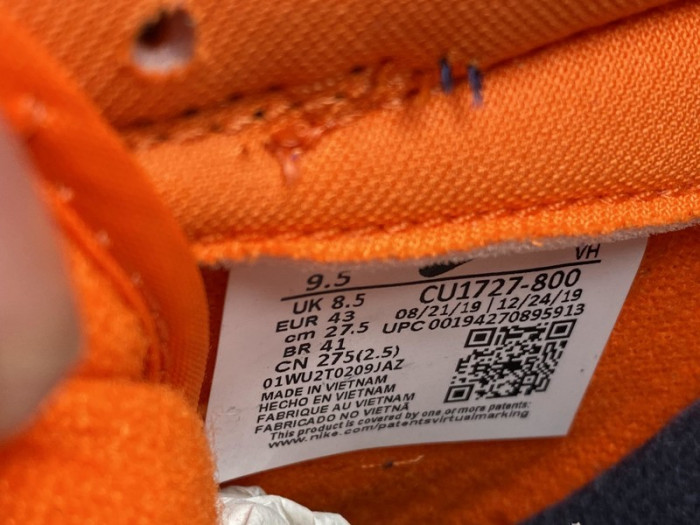 9.5
VH
UK 8.5
EUR 43
cm 27.5
BR 41
CN 275(2.5)
CU1727-800
08/21/19 | 12/24/19
UPC 00194270895913
01WU2T0209JAZ
MADE IN VIETNAM
HECHO EN VIETNAM
FABRIQUE AU VIETNAM
FABRICADO NO VIETNÃ
This product is covered by one or more patents:
www.nike.com/patentsvirtualmarking